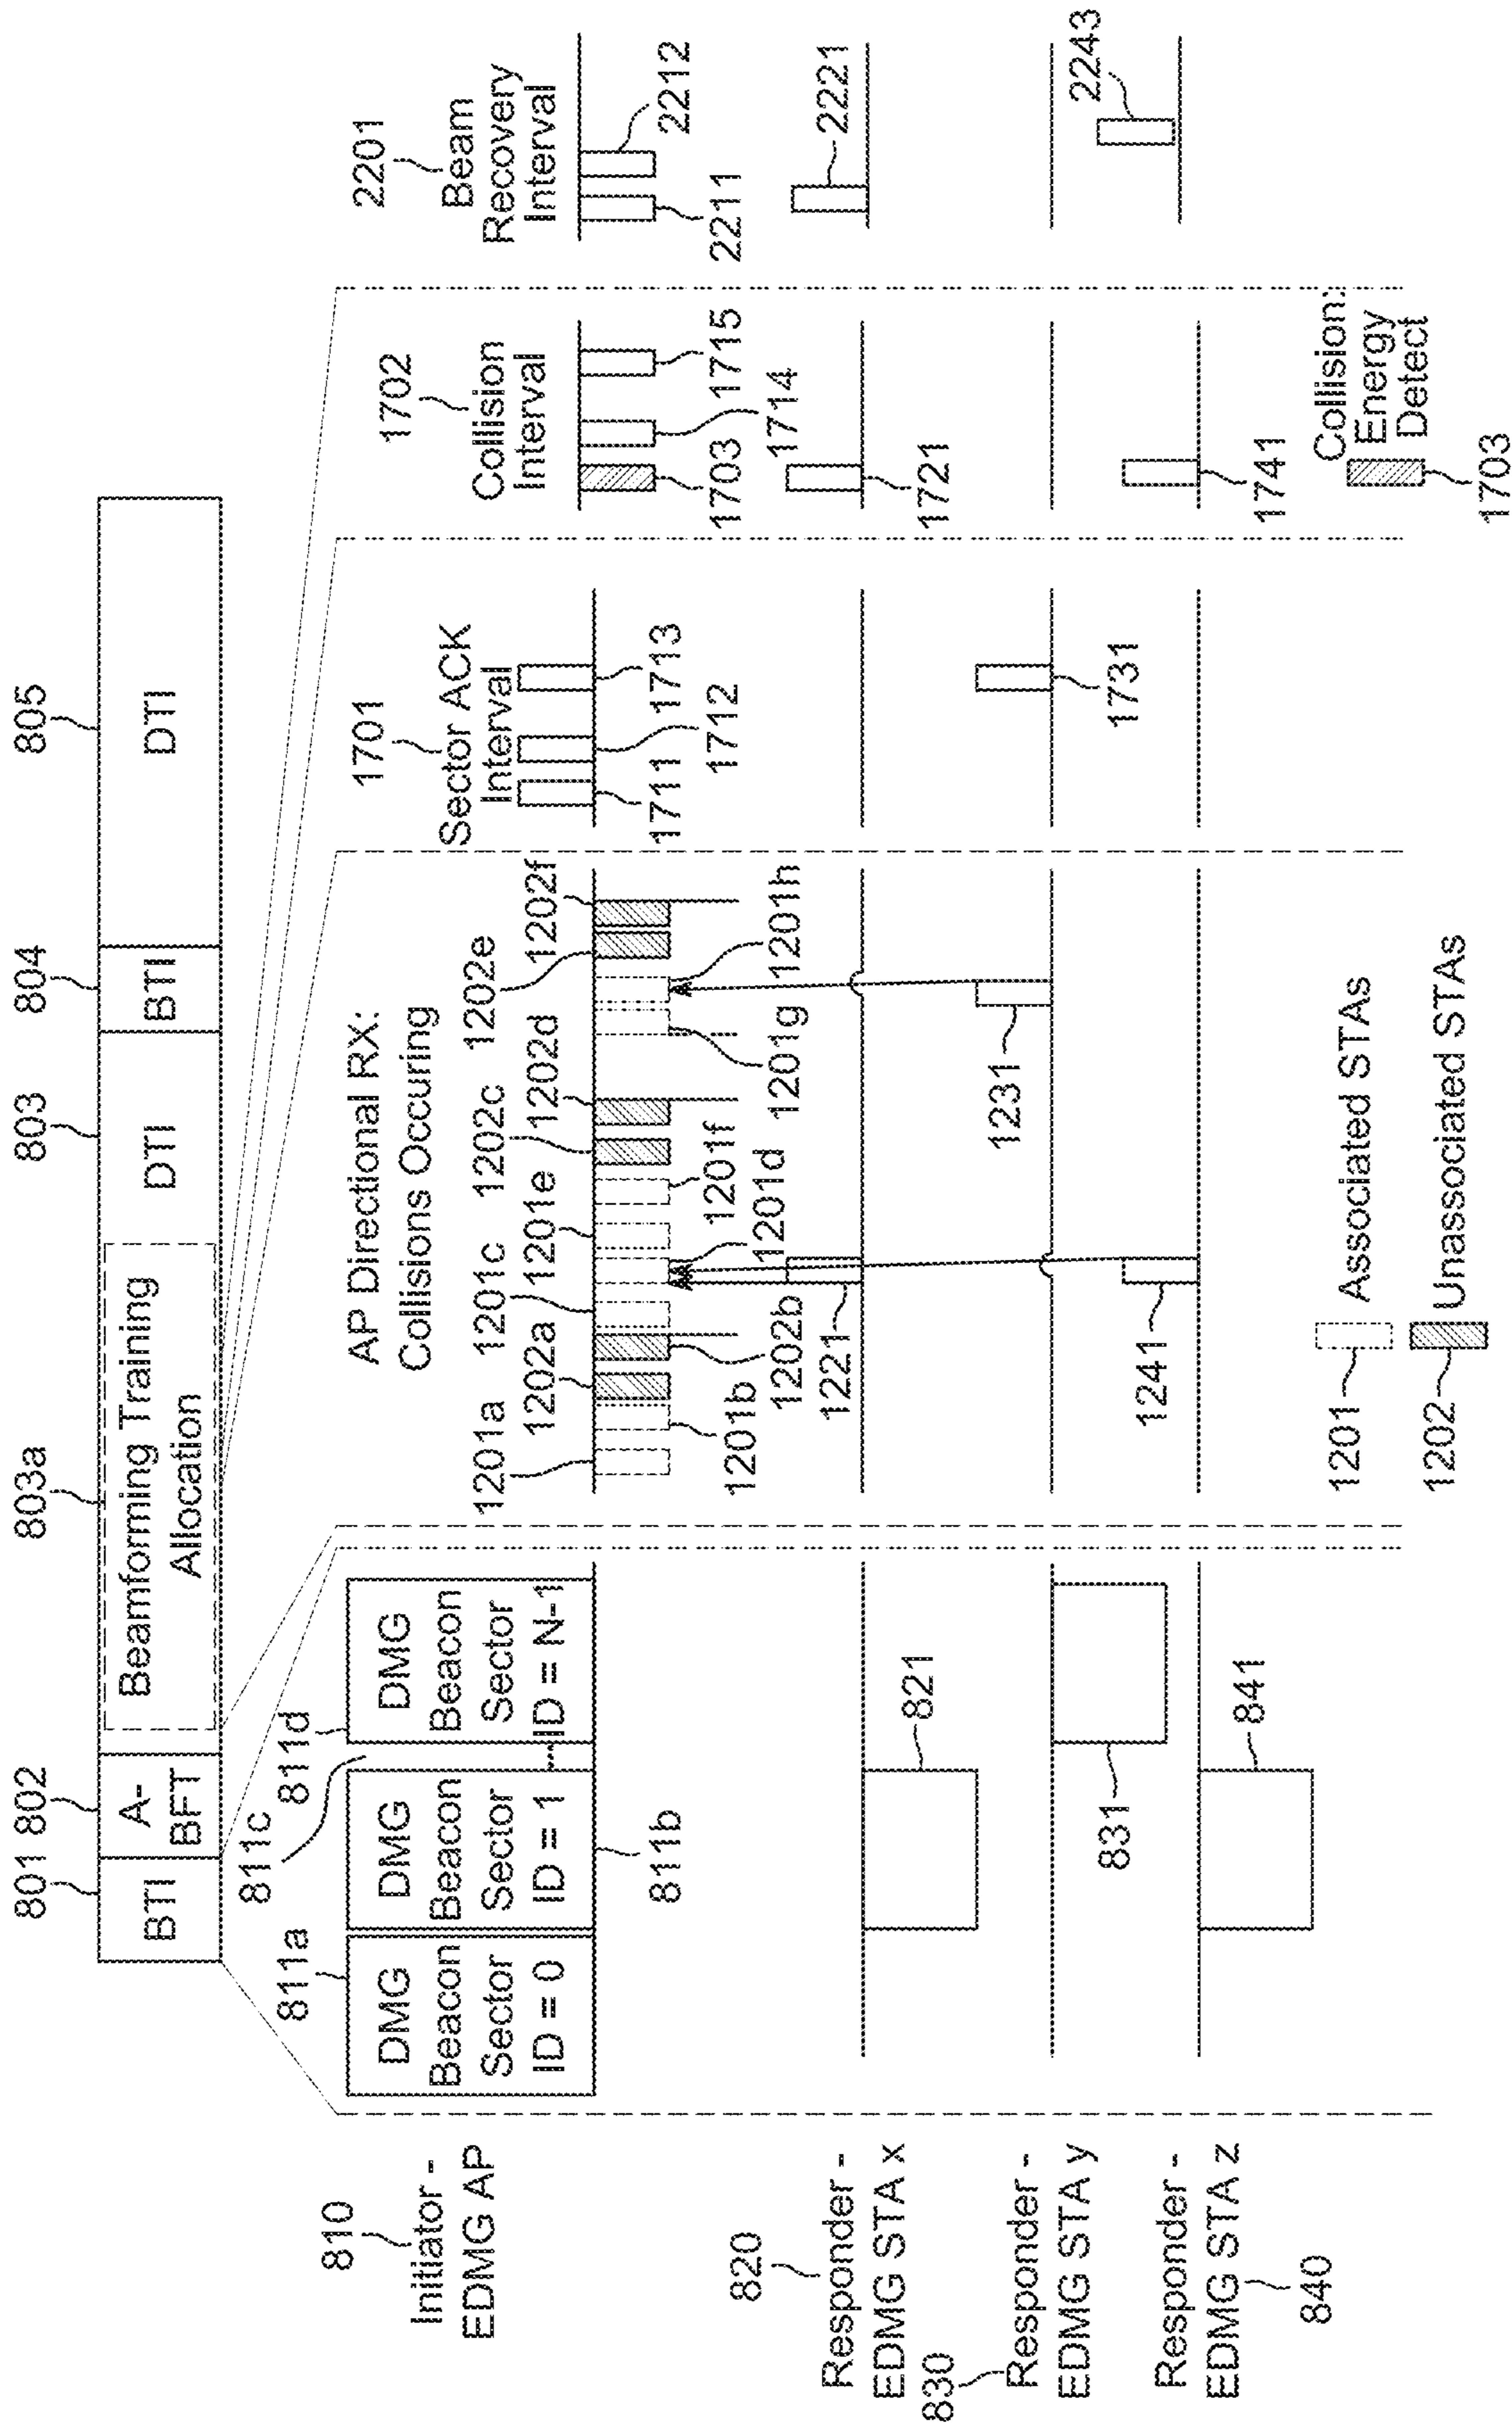 801
802
803a
803
804
805
BTI
A-
BFT
Beamforming Training
Allocation
DTI
BTI
DTI
810
Initiator -
EDMG AP
811a
811c
811d
DMG
Beacon
Sector
ID = 0
DMG
Beacon
Sector
ID = 1
...
DMG
Beacon
Sector
ID = N-1
811b
AP Directional RX:
Collisions Occuring
1201a
1202a
1201c
1201e
1202c
1202d
1202e
1202f
1201b
1202b
1201d
1201f
1201g
1201h
1701
Sector ACK
Interval
1711
1712
1713
1702
Collision
Interval
1703
1714
1715
2201
Beam
Recovery
Interval
2211
2212
820
Responder -
EDMG STA x
821
1221
1721
2221
830
Responder -
EDMG STA y
831
1231
1731
Responder -
EDMG STA z
840
841
1241
1741
2243
1201
Associated STAs
1202
Unassociated STAs
Collision:
Energy
Detect
1703